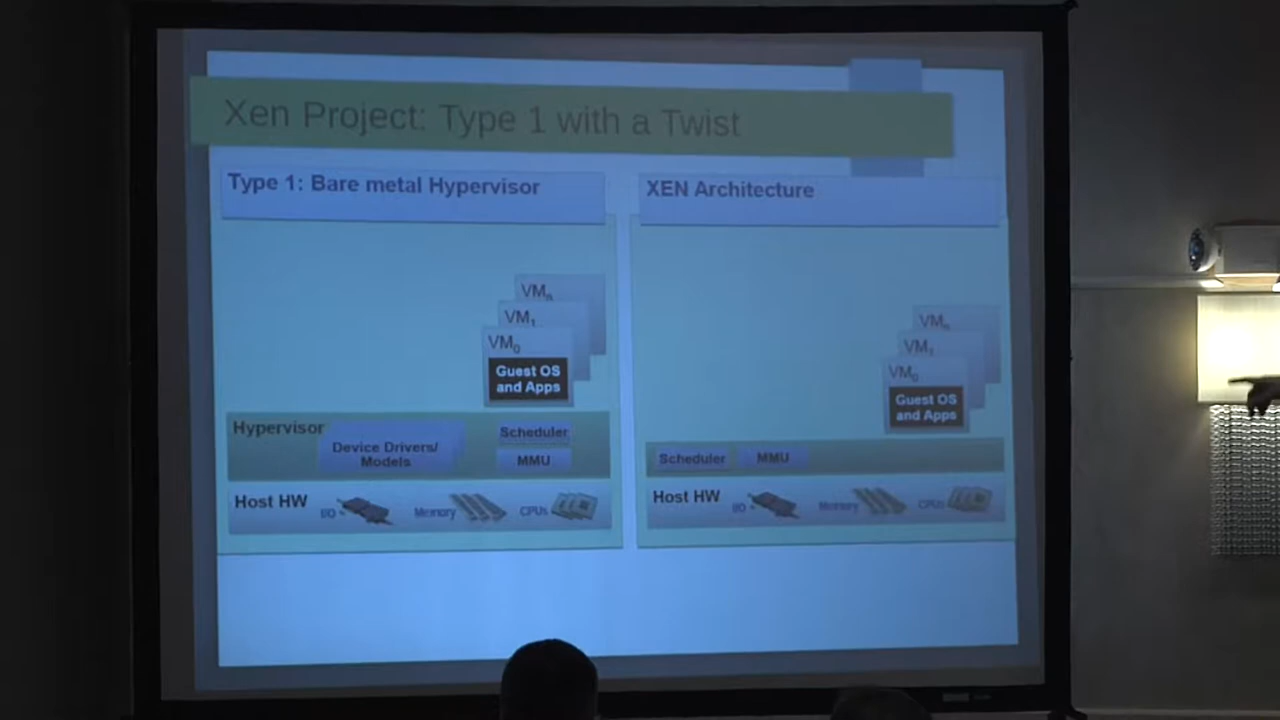 Xen Project: Type 1 with a Twist
Type 1: Bare metal Hypervisor
VMn
VM1
VM0
Guest OS
and Apps
Hypervisor
Device Drivers/
Models
Scheduler
MMU
Host HW
I/O
Memory
CPUs
XEN Architecture
VMn
VM1
VM0
Guest OS
and Apps
Scheduler
MMU
Host HW
I/O
Memory
CPUs